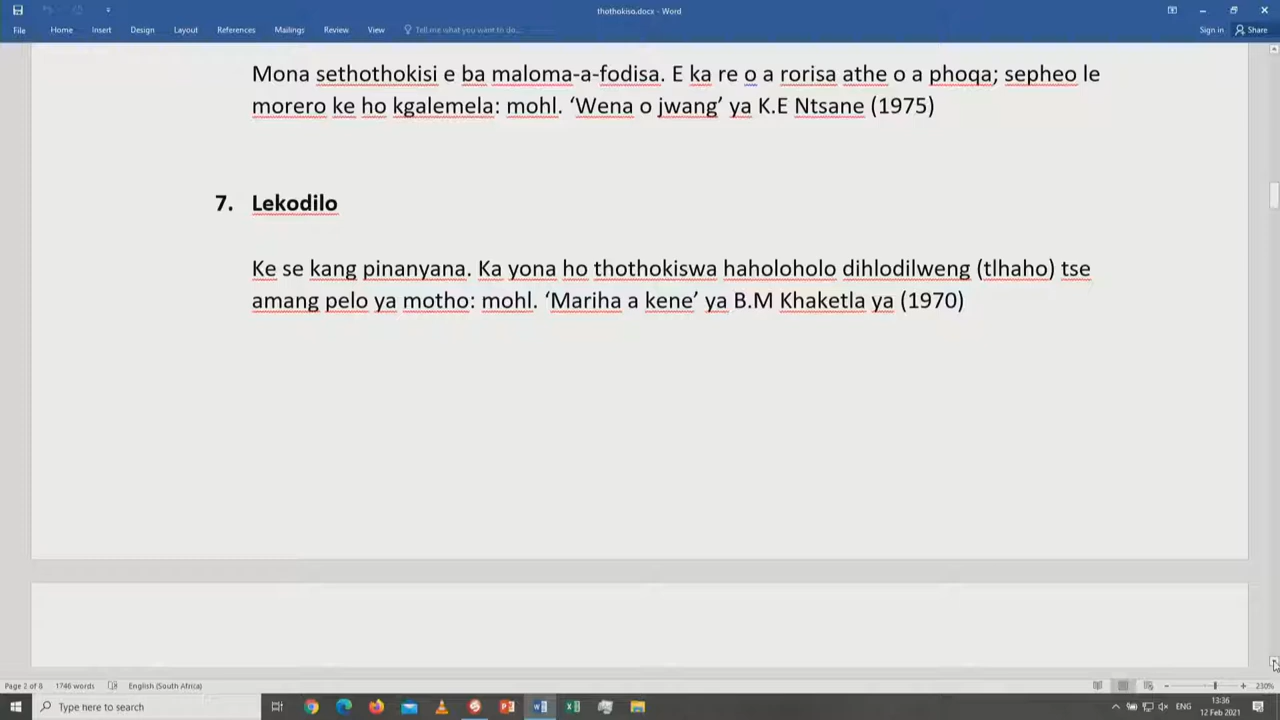 thothokiso.docx - Word
File Home Insert Design Layout References Mailings Review View Tell me what you want to do... Sign in Share
Mona sethothokisi e ba maloma-a-fodisa. E ka re o a rorisa athe o a phoqa; sepheo le
morero ke ho kgalemela: mohl. ‘Wena o jwang’ ya K.E Ntsane (1975)
7. Lekodilo
Ke se kang pinanyana. Ka yona ho thothokiswa haholoholo dihlodilweng (tlhaho) tse
amang pelo ya motho: mohl. ‘Mariha a kene’ ya B.M Khaketla ya (1970)
Page 2 of 8 1746 words English (South Africa) 230%
Type here to search ENG 13:36
12 Feb 2021